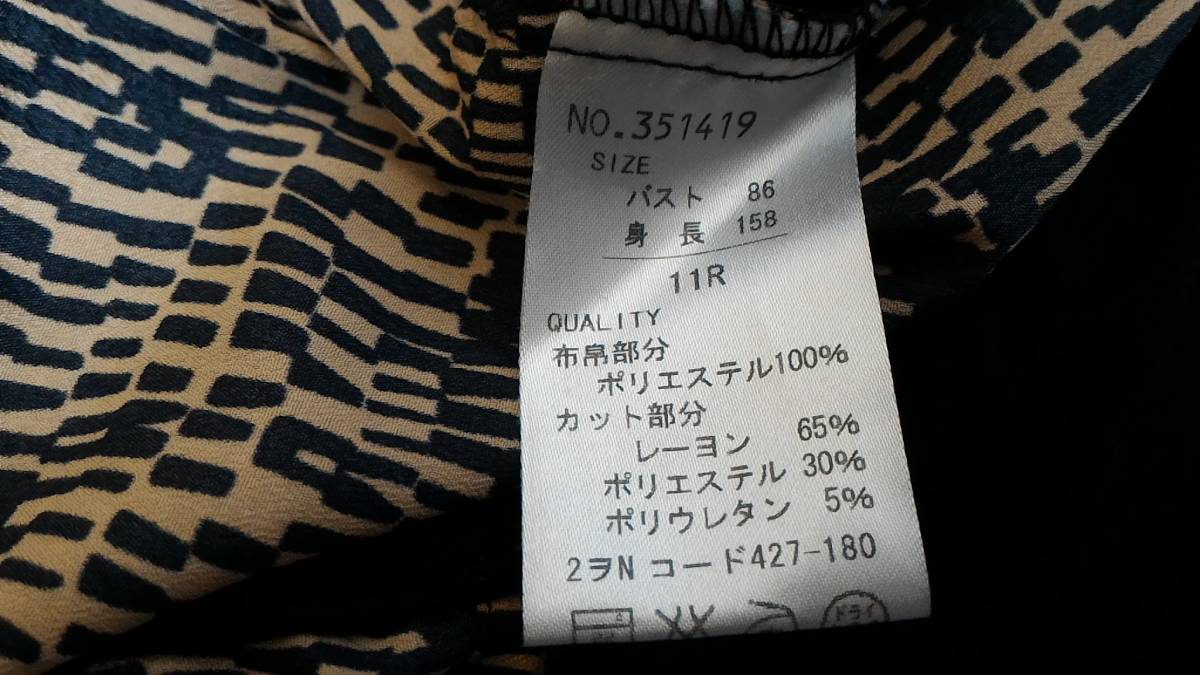 NO.351419
SIZE
バスト 86
身長 158
11R
QUALITY
布帛部分
ポリエステル100%
カット部分
レーヨン 65%
ポリエステル 30%
ポリウレタン 5%
2ヲN コード427-180
ドライ